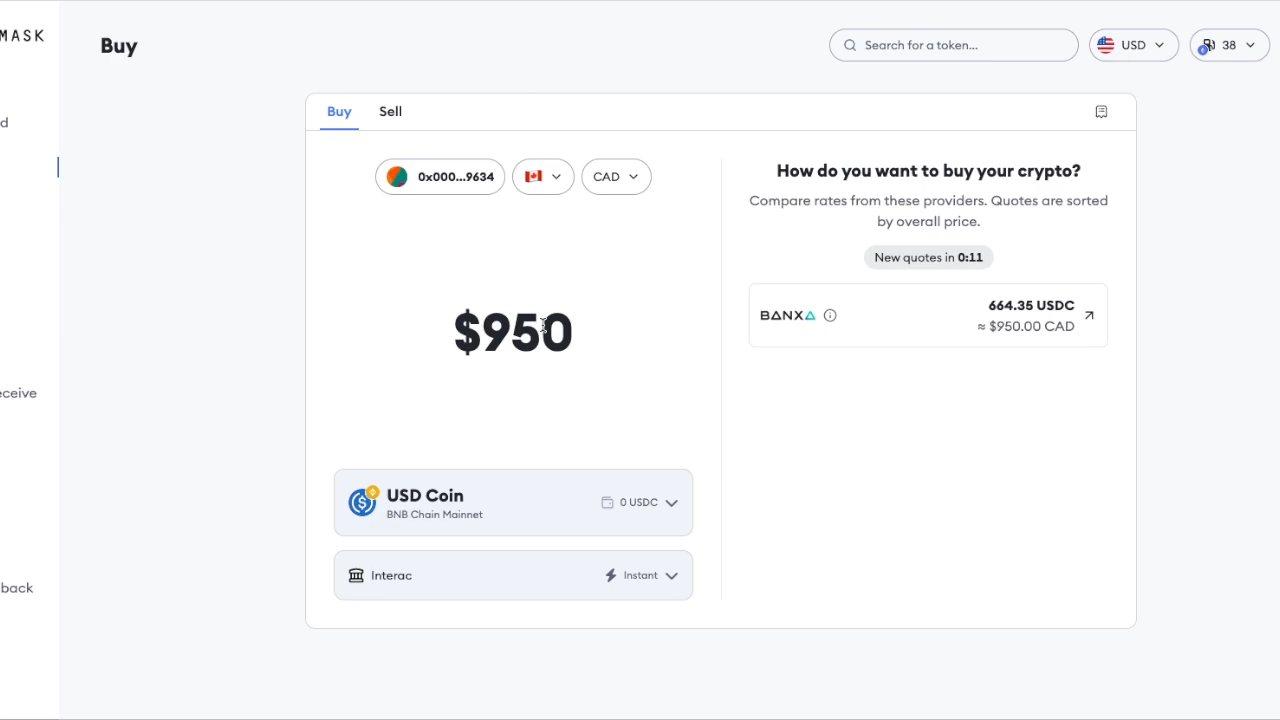 MASK
Buy
Search for a token...
USD
38
d
Buy
Sell
0x000...9634
CAD
How do you want to buy your crypto?
Compare rates from these providers. Quotes are sorted
by overall price.
New quotes in 0:11
BANXA
664.35 USDC
≈ $950.00 CAD
$950
eceive
USD Coin
BNB Chain Mainnet
0 USDC
Interac
Instant
back